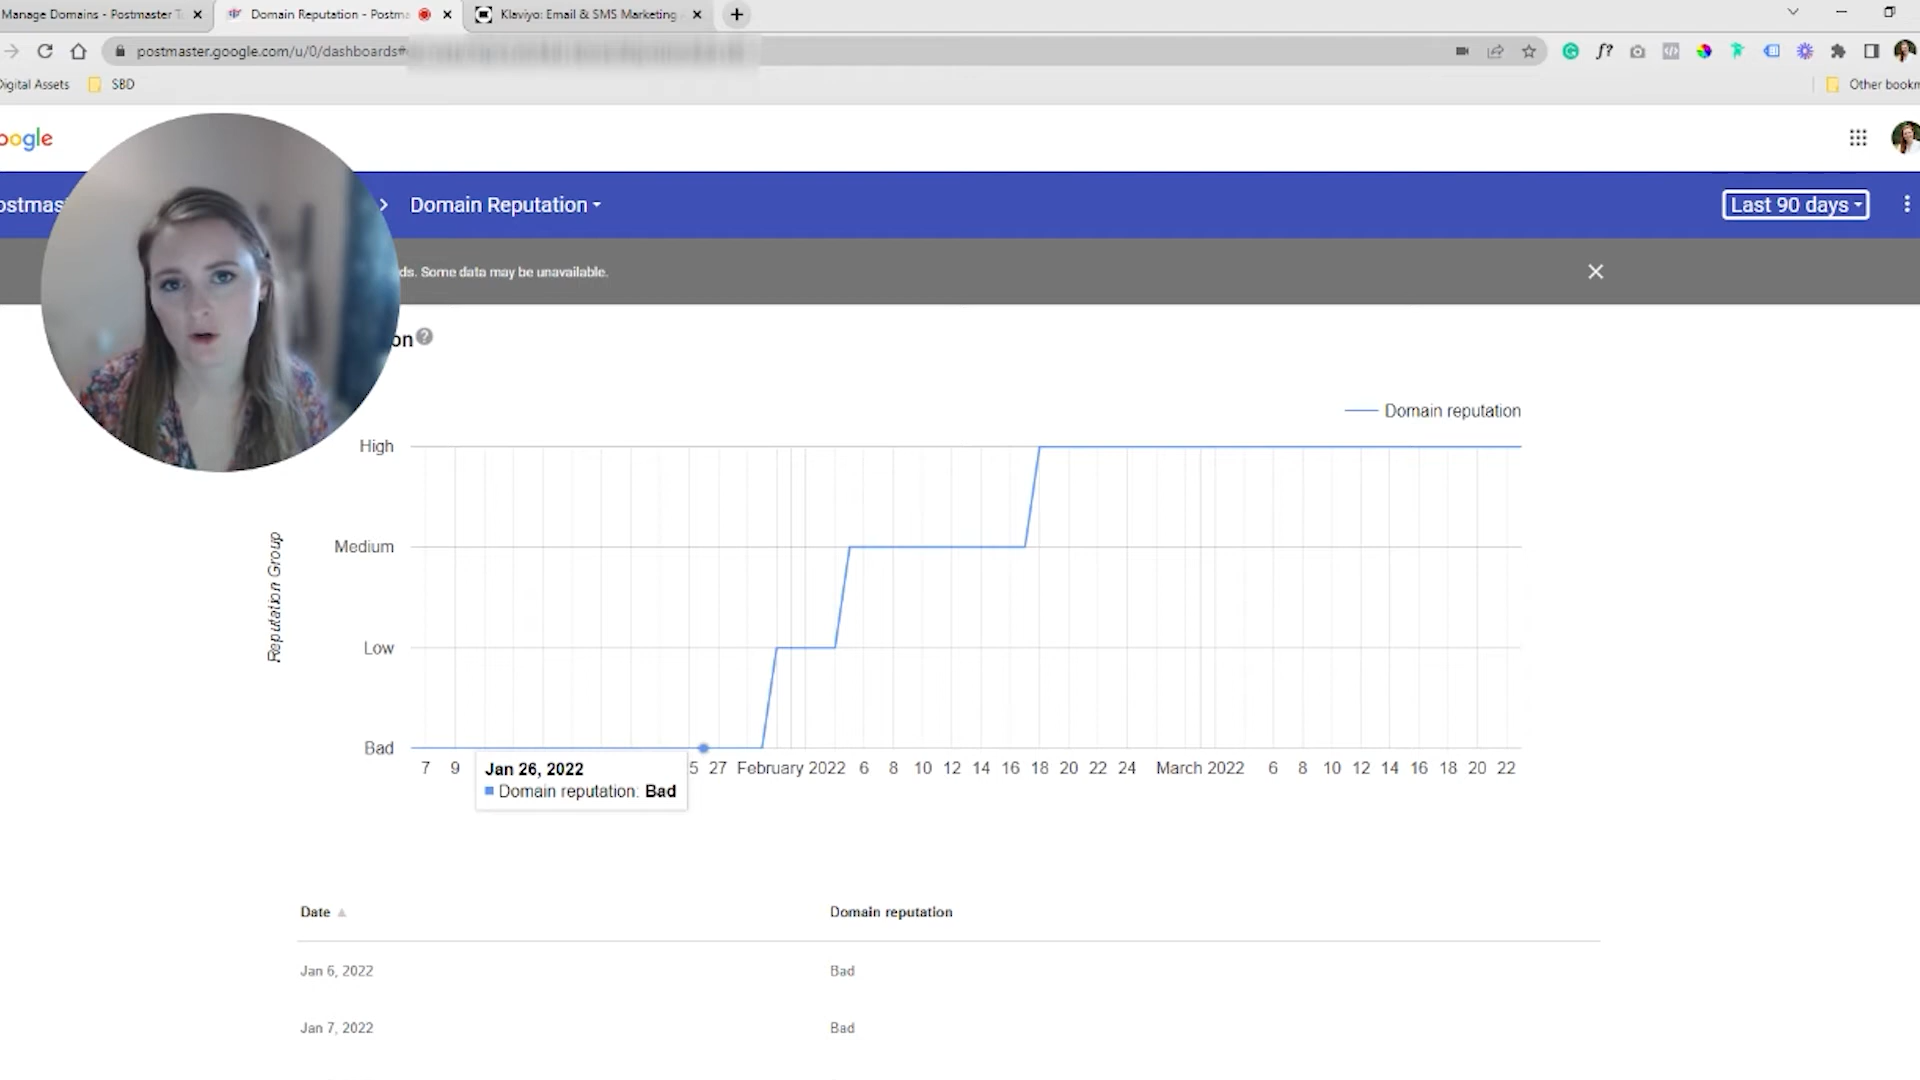 Manage Domains - Postmaster T
Domain Reputation - Postma
Klaviyo: Email & SMS Marketing
postmaster.google.com/u/0/dashboards#
Digital Assets
SBD
Other bookm
oogle
ostmas
Domain Reputation
Last 90 days
ds. Some data may be unavailable.
on
Domain reputation
High
Medium
Low
Bad
Reputation Group
7 9 5 27 February 2022 6 8 10 12 14 16 18 20 22 24 March 2022 6 8 10 12 14 16 18 20 22
Jan 26, 2022
Domain reputation: Bad
Date Domain reputation
Jan 6, 2022 Bad
Jan 7, 2022 Bad